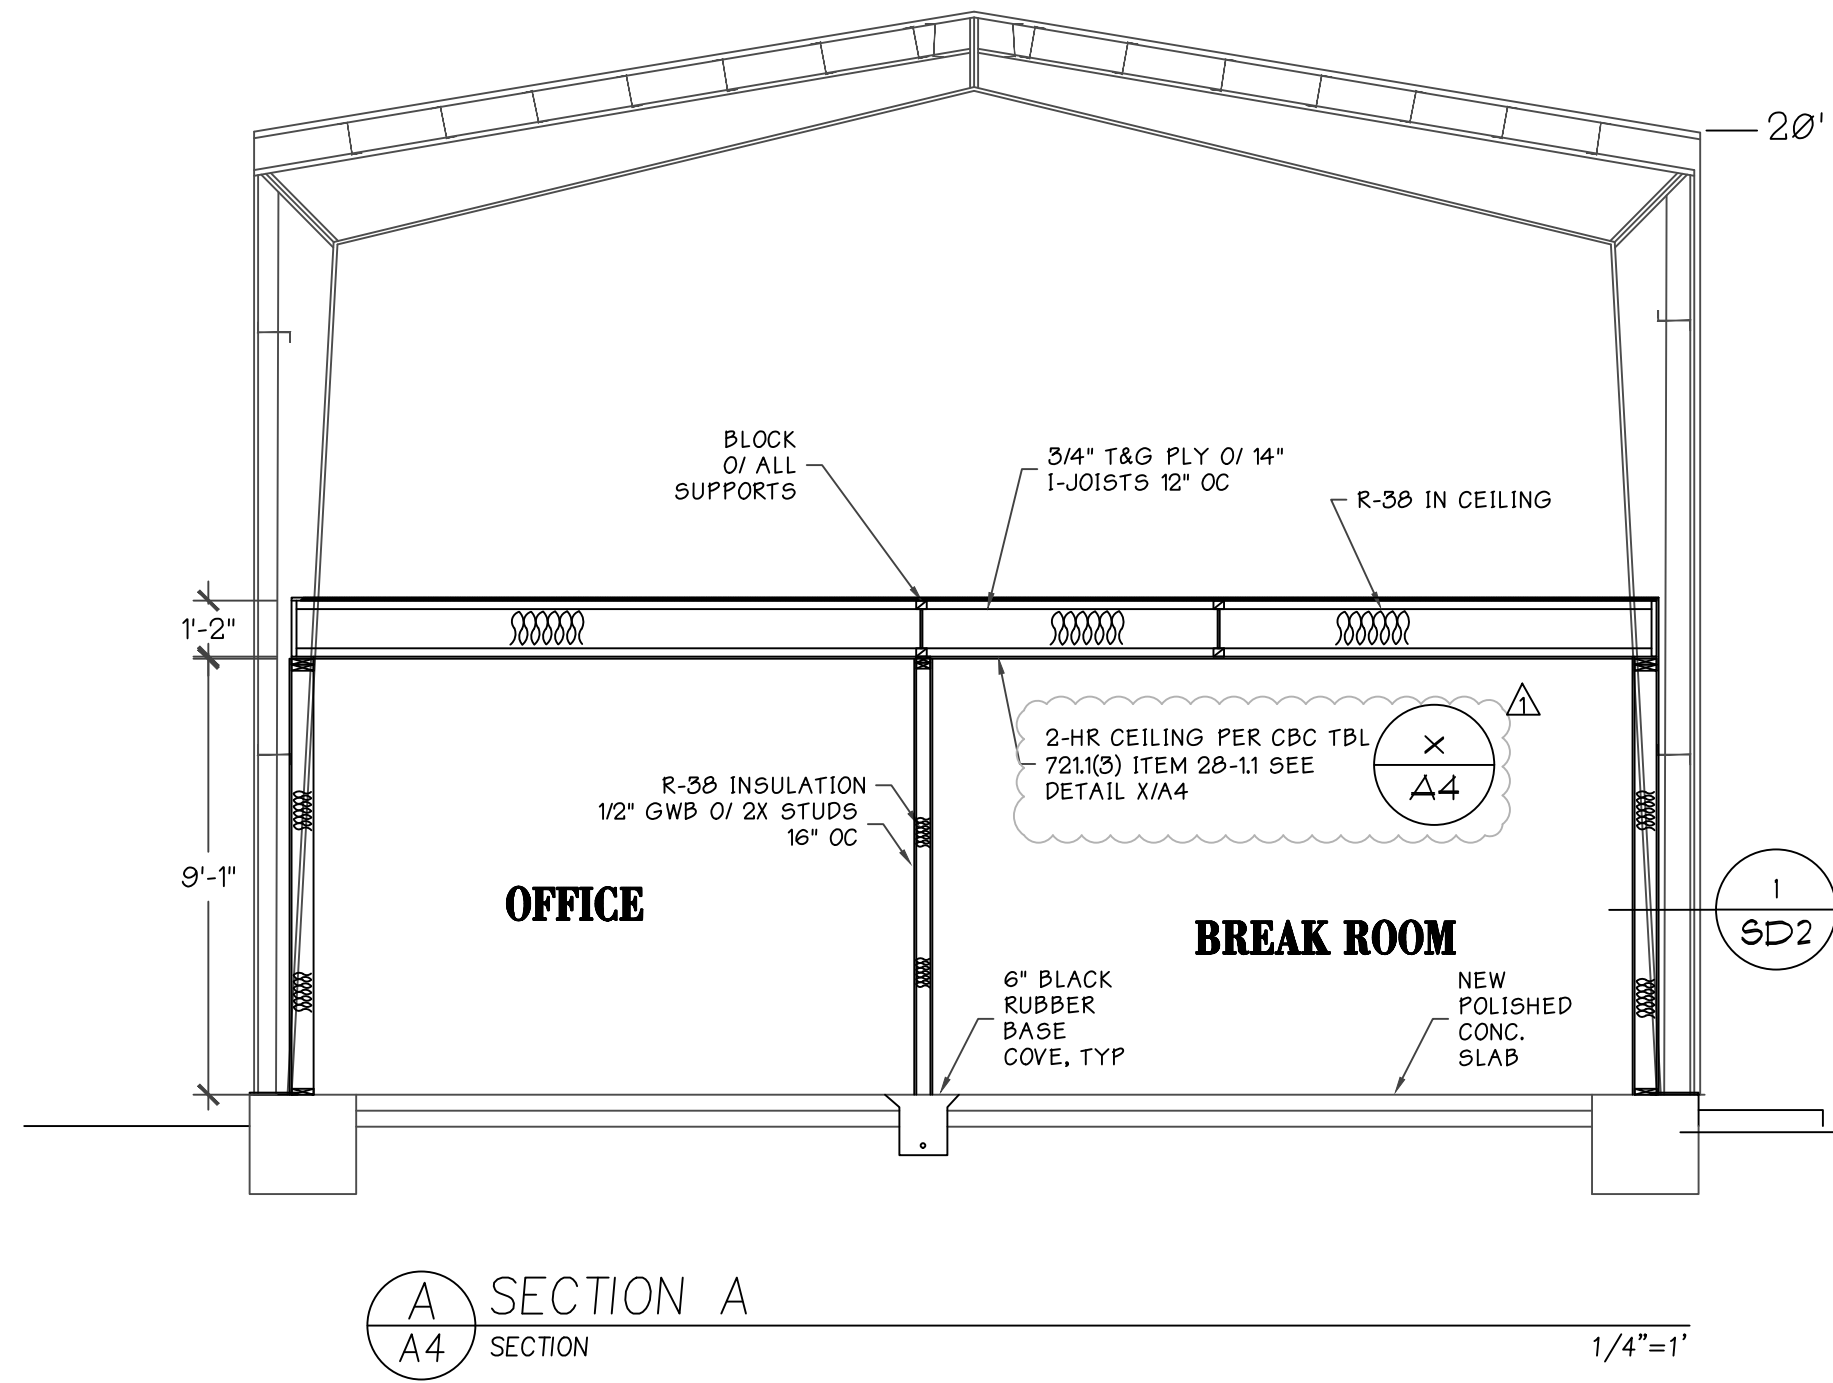 20'
BLOCK
O/ ALL
SUPPORTS
3/4" T&G PLY O/ 14"
I-JOISTS 12" OC
R-38 IN CEILING
1'-2"
1
2-HR CEILING PER CBC TBL
721.1(3) ITEM 28-1.1 SEE
DETAIL X/A4
X
A4
R-38 INSULATION
1/2" GWB O/ 2X STUDS
16" OC
9'-1"
OFFICE
BREAK ROOM
1
SD2
6" BLACK
RUBBER
BASE
COVE, TYP
NEW
POLISHED
CONC.
SLAB
A
A4
SECTION A
SECTION
1/4"=1'